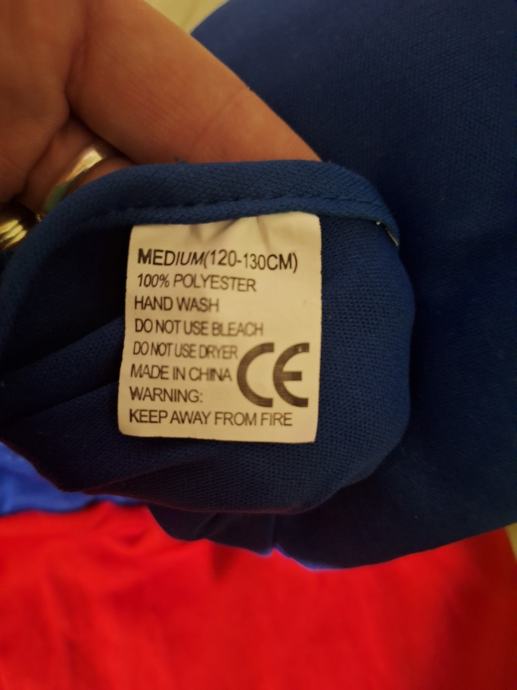 MEDIUM(120-130CM)
100% POLYESTER
HAND WASH
DO NOT USE BLEACH
DO NOT USE DRYER
MADE IN CHINA
WARNING:
KEEP AWAY FROM FIRE
CE